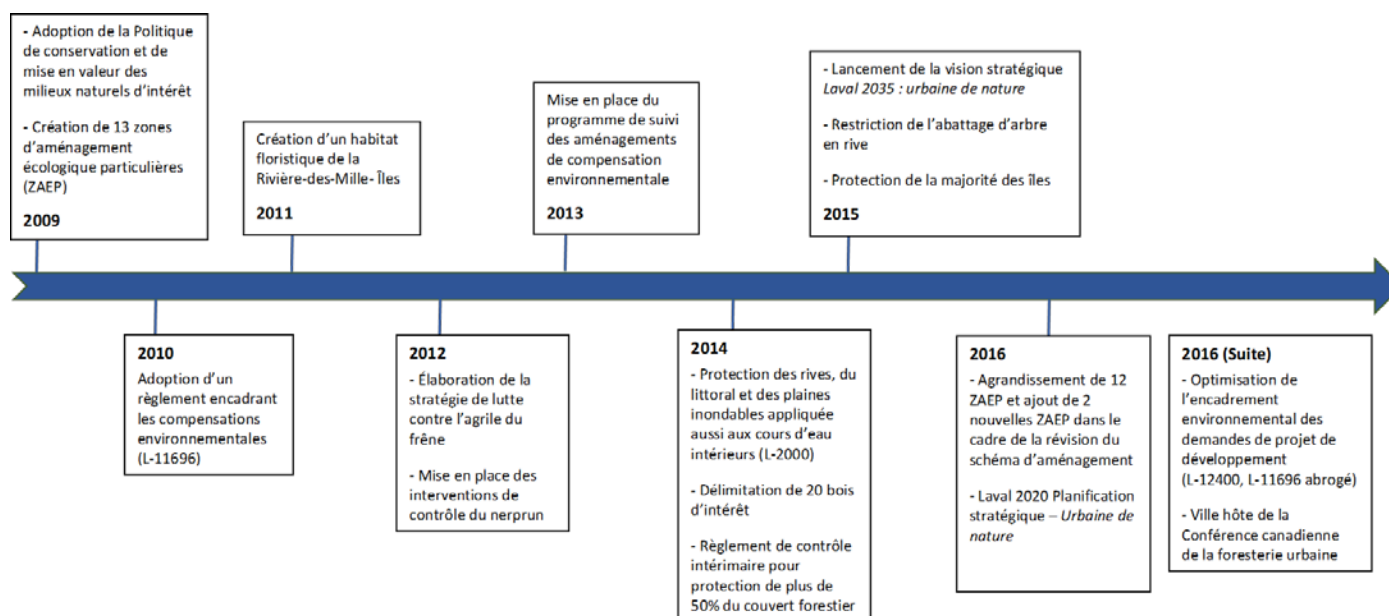 - Adoption de la Politique
de conservation et de
mise en valeur des
milieux naturels d'intérêt
- Création de 13 zones
d'aménagement
écologique particulières
(ZAEP)
2009
Création d'un habitat
floristique de la
Rivière-des-Mille- Îles
2011
Mise en place du
programme de suivi
des aménagements
de compensation
environnementale
2013
- Lancement de la vision stratégique
Laval 2035 : urbaine de nature
- Restriction de l'abattage d'arbre
en rive
- Protection de la majorité des îles
2015
2010
Adoption d'un
règlement encadrant
les compensations
environnementales
(L-11696)
2012
- Élaboration de la
stratégie de lutte
contre l'agrile du
frêne
- Mise en place des
interventions de
contrôle du nerprun
2014
- Protection des rives, du
littoral et des plaines
inondables appliquée
aussi aux cours d'eau
intérieurs (L-2000)
- Délimitation de 20 bois
d'intérêt
- Règlement de contrôle
intérimaire pour
protection de plus de
50% du couvert forestier
2016
- Agrandissement de 12
ZAEP et ajout de 2
nouvelles ZAEP dans le
cadre de la révision du
schéma d'aménagement
- Laval 2020 Planification
stratégique – Urbaine de
nature
2016 (Suite)
- Optimisation de
l'encadrement
environnemental des
demandes de projet de
développement
(L-12400, L-11696 abrogé)
- Ville hôte de la
Conférence canadienne
de la foresterie urbaine